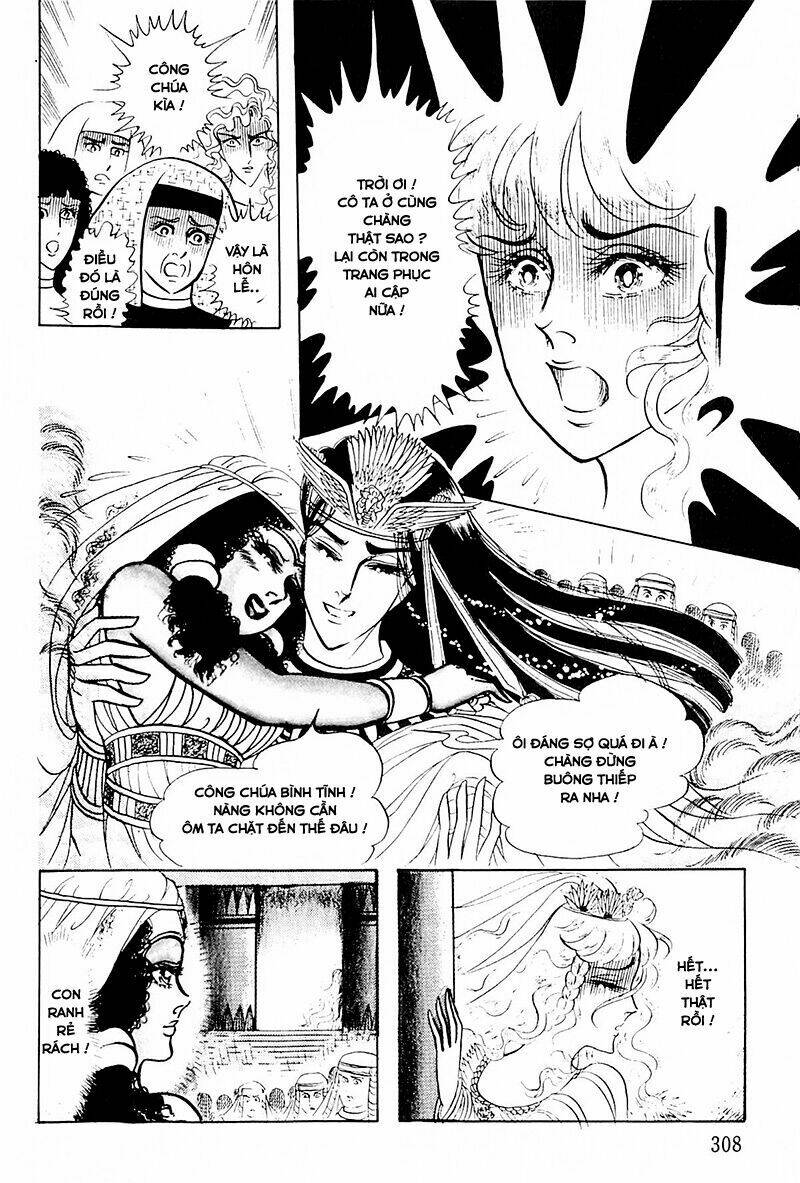 CÔNG
CHÚA
KÌA !
ĐIỀU
ĐÓ LÀ
ĐÚNG
RỒI !
VẬY LÀ
HÔN
LỄ..
TRỜI ƠI !
CÔ TA Ở CÙNG
CHÀNG
THẬT SAO ?
LẠI CÒN TRONG
TRANG PHỤC
AI CẬP
NỮA !
CÔNG CHÚA BÌNH TĨNH !
NÀNG KHÔNG CẦN
ÔM TA CHẶT ĐẾN THẾ ĐÂU !
ÔI ĐÁNG SỢ QUÁ ĐI À !
CHÀNG ĐỪNG
BUÔNG THIẾP
RA NHA !
CON
RANH
RẺ
RÁCH !
HẾT...
HẾT
THẬT
RỒI !
308